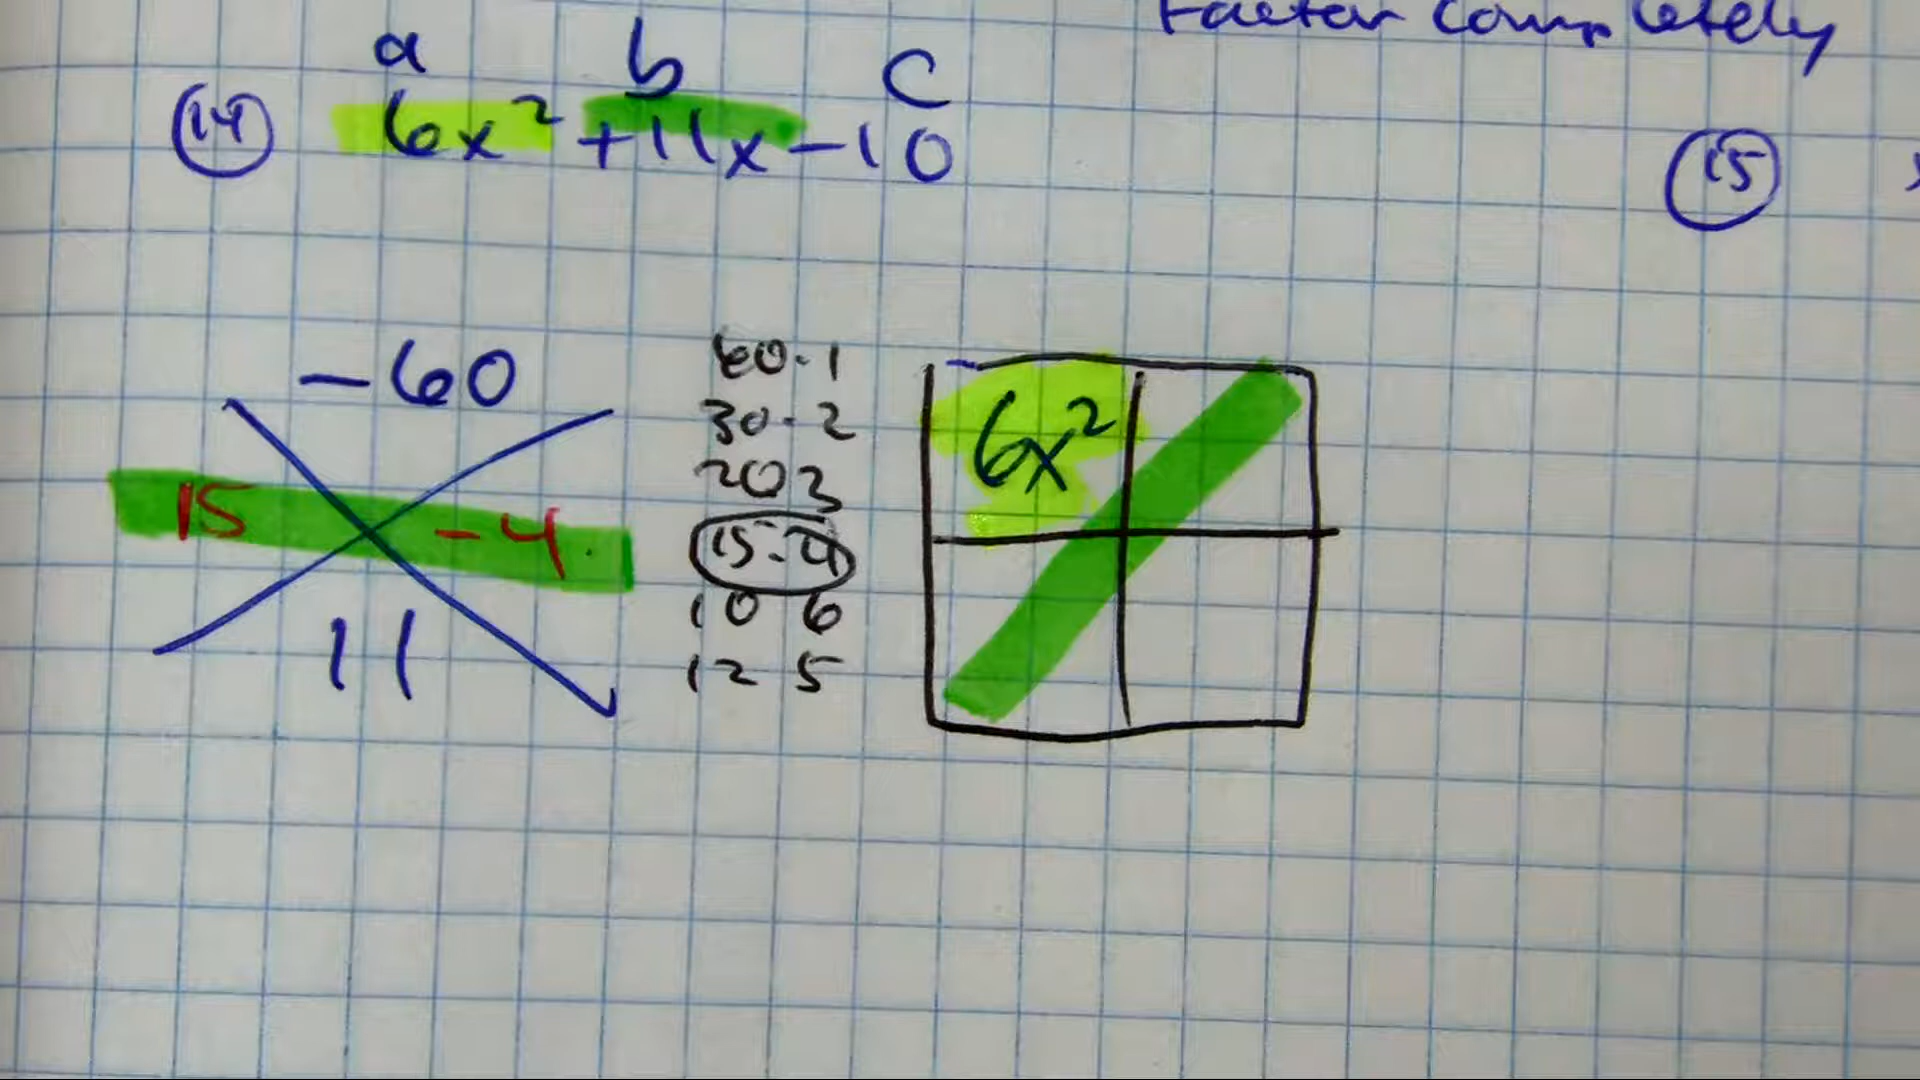 Factor Completely
a b c
(14) 6x² +11x -10
(15)
-60
15 -4
11
60·1
30·2
20 3
15·4
10 6
12 5
6x²